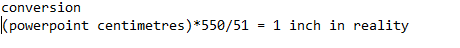 conversion
(powerpoint centimetres)*550/51 = 1 inch in reality